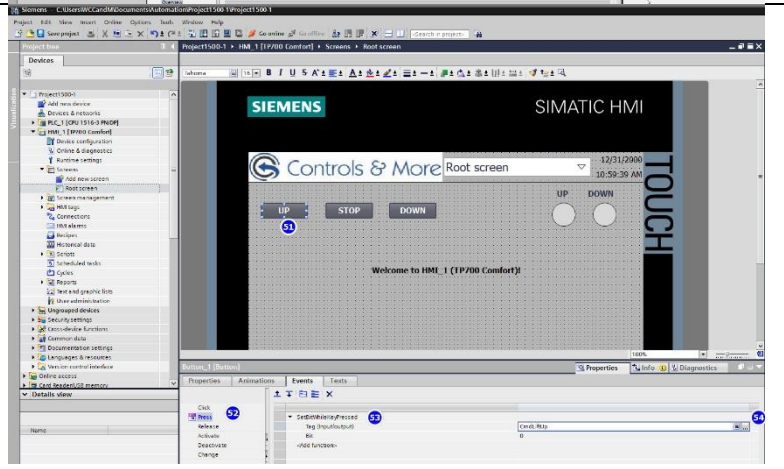 Overview
Siemens - C:\Users\WCCandM\Documents\Automation\Project1500-1\Project1500-1
Project Edit View Insert Online Options Tools Window Help
Save project Go online Go offline <Search in project>
Project tree
Project1500-1 ▸ HMI_1 [TP700 Comfort] ▸ Screens ▸ Root screen
Devices
Tahoma 16 B I U S
Visualization
Project1500-1
Add new device
Devices & networks
PLC_1 [CPU 1516-3 PN/DP]
HMI_1 [TP700 Comfort]
Device configuration
Online & diagnostics
Runtime settings
Screens
Add new screen
Root screen
Screen management
HMI tags
Connections
HMI alarms
Recipes
Historical data
Scripts
Scheduled tasks
Cycles
Reports
Text and graphic lists
User administration
Ungrouped devices
Security settings
Cross-device functions
Common data
Documentation settings
Languages & resources
Version control interface
Online access
Card Reader/USB memory
Details view
Name
SIEMENS SIMATIC HMI
Controls & More Root screen 12/31/2000
10:59:39 AM
TOUCH
UP DOWN
UP STOP DOWN
51
Welcome to HMI_1 (TP700 Comfort)!
100%
Button_1 [Button] Properties Info Diagnostics
Properties Animations Events Texts
Click
Press 52
Release
Activate
Deactivate
Change
SetBitWhileKeyPressed 53 54
Tag (Input/output) CmdLiftUp
Bit 0
<Add function>